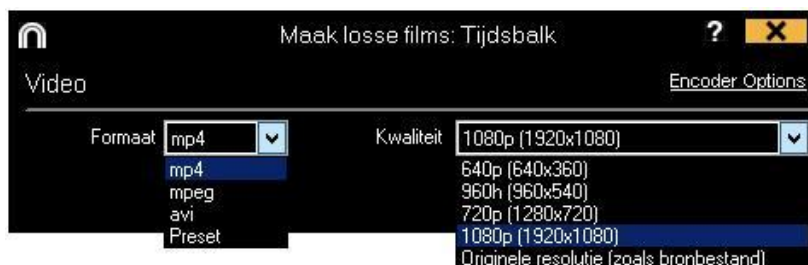 Maak losse films: Tijdsbalk ?
Video Encoder Options
Formaat mp4 Kwaliteit 1080p (1920x1080)
mp4 640p (640x360)
mpeg 960h (960x540)
avi 720p (1280x720)
Preset 1080p (1920x1080)
Originele resolutie (zoals bronbestand)